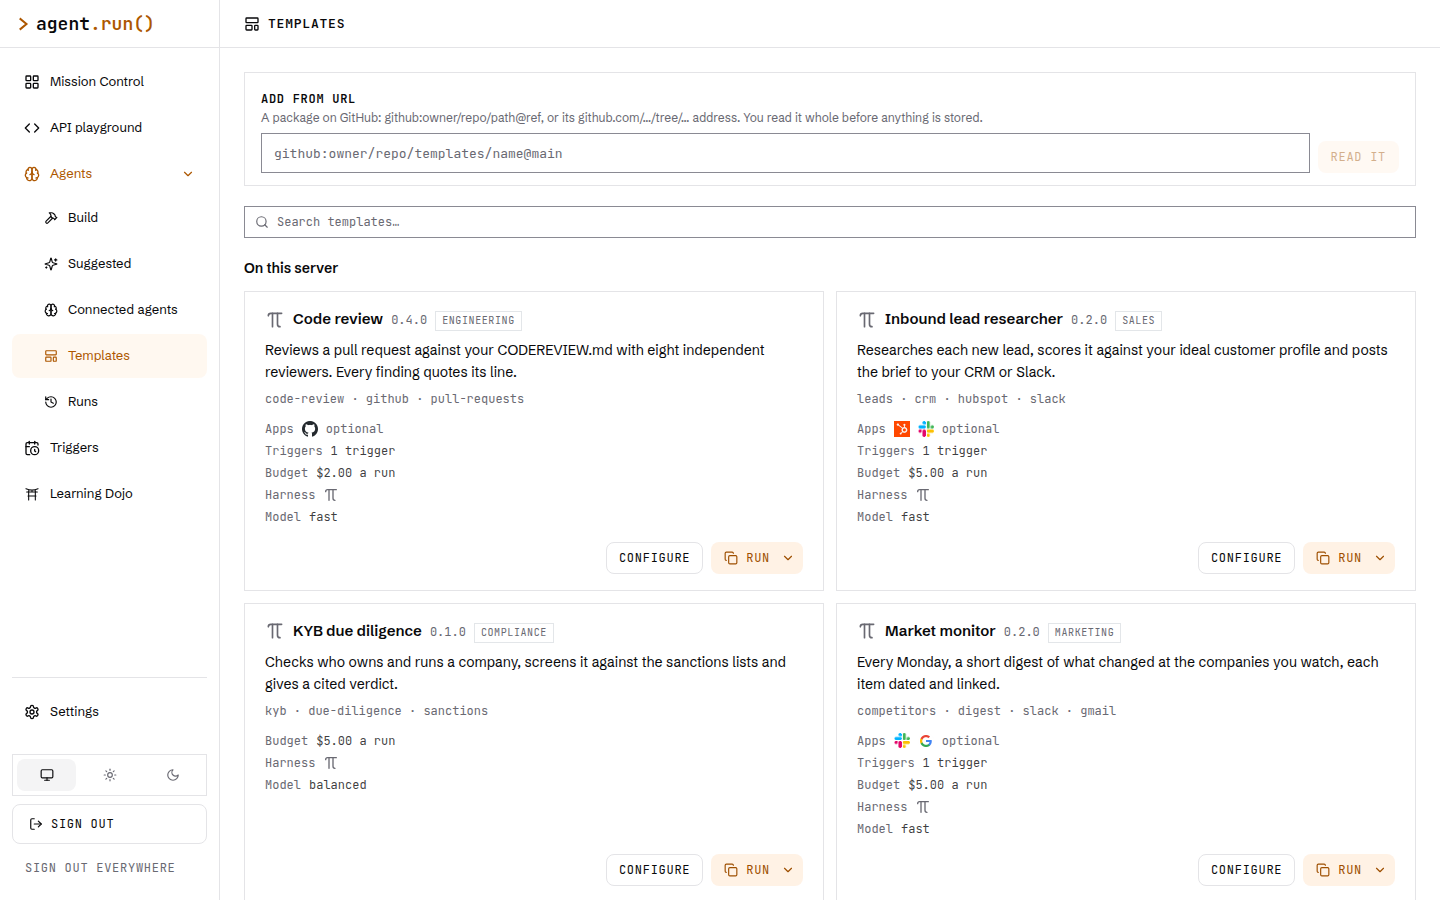 agent.run()
TEMPLATES
Mission Control
API playground
Agents
Build
Suggested
Connected agents
Templates
Runs
Triggers
Learning Dojo
Settings
SIGN OUT
SIGN OUT EVERYWHERE
ADD FROM URL
A package on GitHub: github:owner/repo/path@ref, or its github.com/…/tree/… address. You read it whole before anything is stored.
github:owner/repo/templates/name@main
READ IT
Search templates…
On this server
Code review 0.4.0 ENGINEERING
Reviews a pull request against your CODEREVIEW.md with eight independent
reviewers. Every finding quotes its line.
code-review · github · pull-requests
Apps optional
Triggers 1 trigger
Budget $2.00 a run
Harness
Model fast
CONFIGURE RUN
Inbound lead researcher 0.2.0 SALES
Researches each new lead, scores it against your ideal customer profile and posts
the brief to your CRM or Slack.
leads · crm · hubspot · slack
Apps optional
Triggers 1 trigger
Budget $5.00 a run
Harness
Model fast
CONFIGURE RUN
KYB due diligence 0.1.0 COMPLIANCE
Checks who owns and runs a company, screens it against the sanctions lists and
gives a cited verdict.
kyb · due-diligence · sanctions
Budget $5.00 a run
Harness
Model balanced
CONFIGURE RUN
Market monitor 0.2.0 MARKETING
Every Monday, a short digest of what changed at the companies you watch, each
item dated and linked.
competitors · digest · slack · gmail
Apps optional
Triggers 1 trigger
Budget $5.00 a run
Harness
Model fast
CONFIGURE RUN